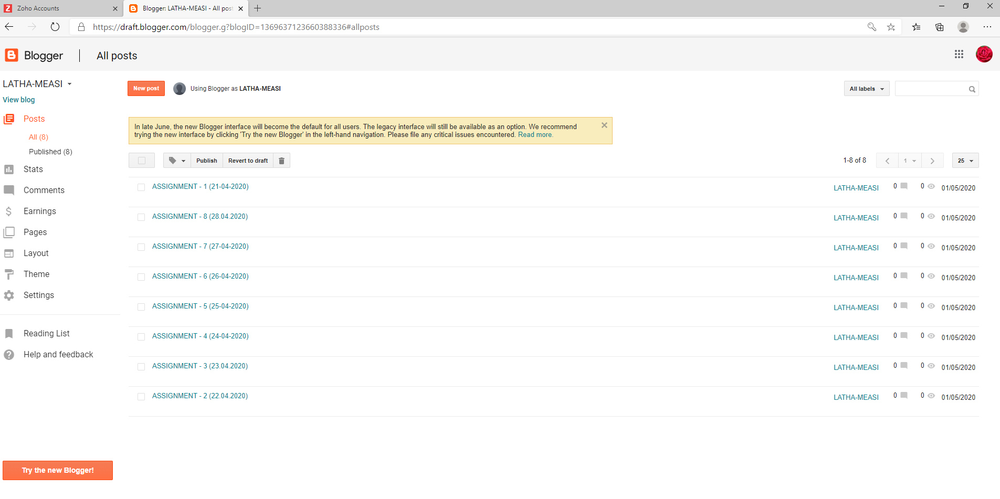 Zoho Accounts
Blogger: LATHA-MEASI - All post
https://draft.blogger.com/blogger.g?blogID=1369637123660388336#allposts
Blogger All posts
LATHA-MEASI
New post Using Blogger as LATHA-MEASI All labels
View blog
Posts
In late June, the new Blogger interface will become the default for all users. The legacy interface will still be available as an option. We recommend
trying the new interface by clicking 'Try the new Blogger' in the left-hand navigation. Please file any critical issues encountered. Read more.
All (8)
Published (8)
Publish Revert to draft 1-8 of 8 1 25
Stats
Comments
Earnings
Pages
Layout
Theme
Settings
Reading List
Help and feedback
Try the new Blogger!
ASSIGNMENT - 1 (21-04-2020) LATHA-MEASI 0 0 01/05/2020
ASSIGNMENT - 8 (28.04.2020) LATHA-MEASI 0 0 01/05/2020
ASSIGNMENT - 7 (27-04-2020) LATHA-MEASI 0 0 01/05/2020
ASSIGNMENT - 6 (26-04-2020) LATHA-MEASI 0 0 01/05/2020
ASSIGNMENT - 5 (25-04-2020) LATHA-MEASI 0 0 01/05/2020
ASSIGNMENT - 4 (24-04-2020) LATHA-MEASI 0 0 01/05/2020
ASSIGNMENT - 3 (23.04.2020) LATHA-MEASI 0 0 01/05/2020
ASSIGNMENT - 2 (22.04.2020) LATHA-MEASI 0 0 01/05/2020